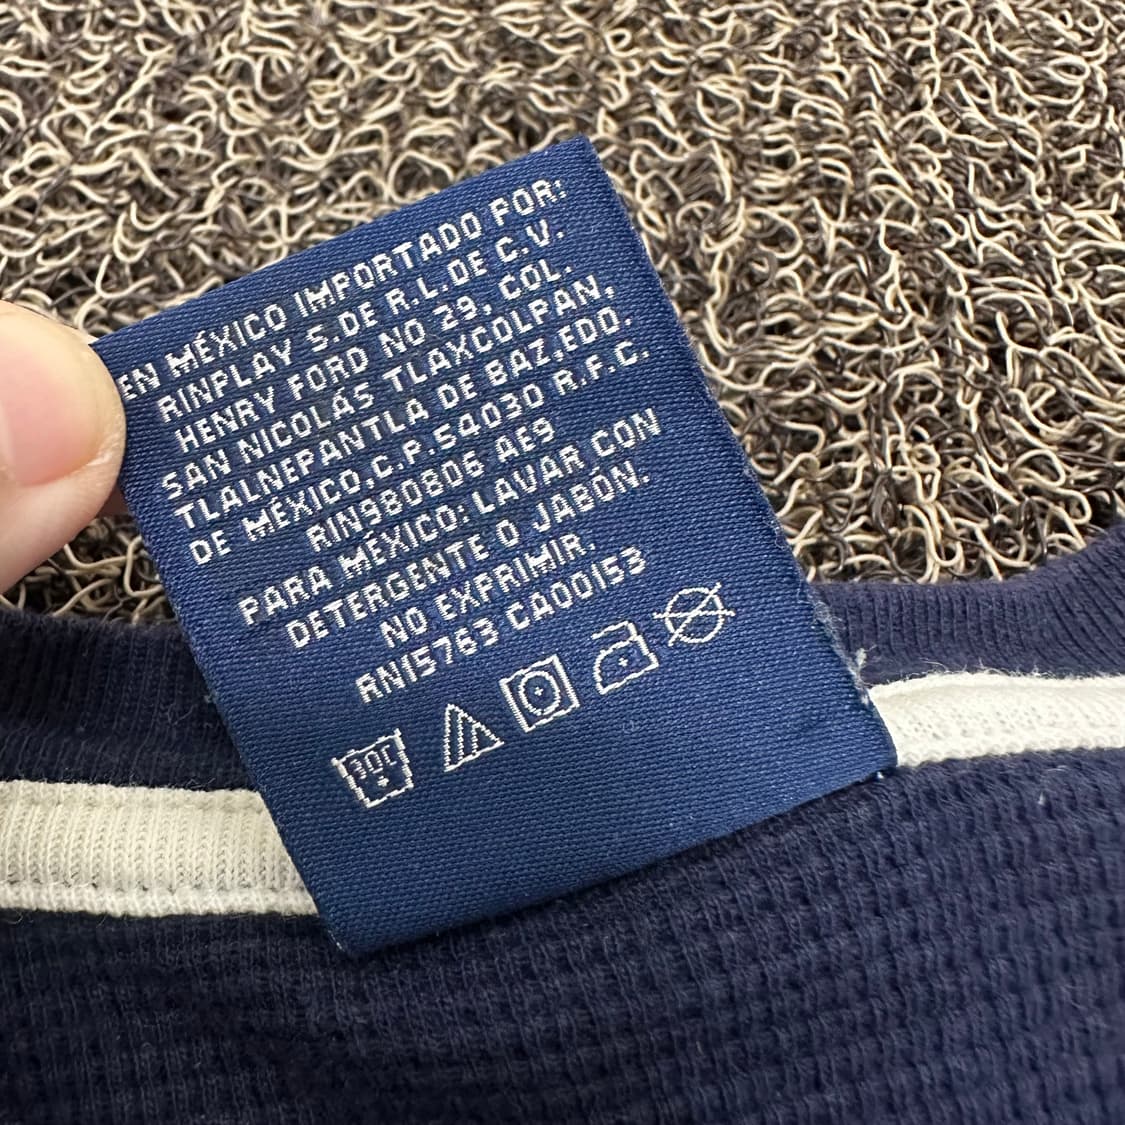 EN MÉXICO IMPORTADO POR:
RINPLAY S.DE R.L.DE C.V.
HENRY FORD NO 29, COL.
SAN NICOLÁS TLAXCOLPAN,
TLALNEPANTLA DE BAZ,EDO.
DE MÉXICO,C.P.54030 R.F.C.
RIN980806 AE9
PARA MÉXICO: LAVAR CON
DETERGENTE O JABÓN.
NO EXPRIMIR.
RN15763 CA00153
30C